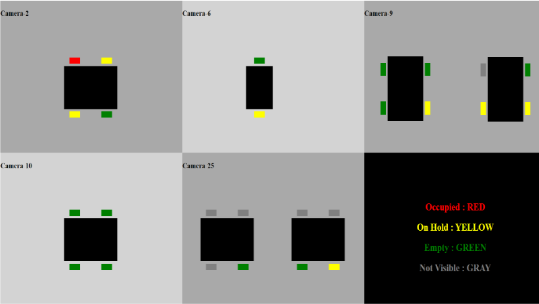 Camera-2
Camera-6
Camera-9
Camera 10
Camera 25
Occupied : RED
On Hold : YELLOW
Empty : GREEN
Not Visible : GRAY